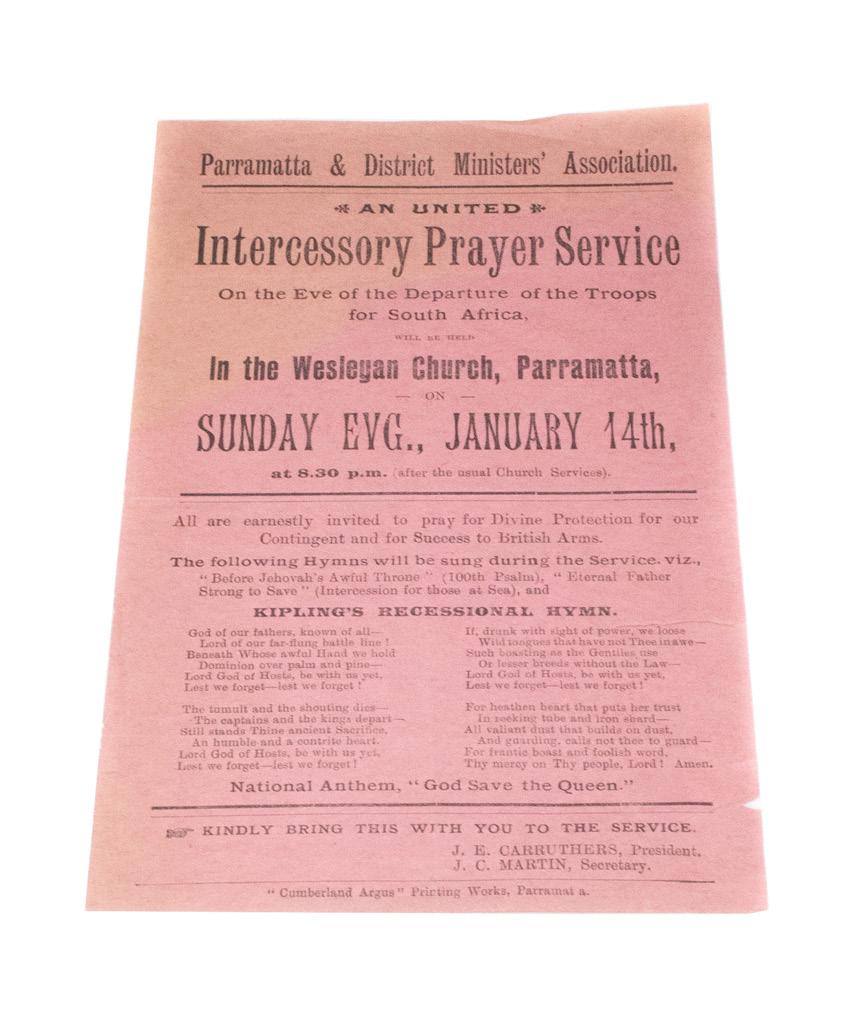 Parramatta & District Ministers' Association.
AN UNITED
Intercessory Prayer Service
On the Eve of the Departure of the Troops
for South Africa,
WILL BE HELD
In the Wesleyan Church, Parramatta,
— ON —
SUNDAY EVG., JANUARY 14th,
at 8.30 p.m. (after the usual Church Services).
All are earnestly invited to pray for Divine Protection for our
Contingent and for Success to British Arms.
The following Hymns will be sung during the Service, viz.,
"Before Jehovah's Awful Throne" (100th Psalm), "Eternal Father
Strong to Save" (Intercession for those at Sea), and
KIPLING'S RECESSIONAL HYMN.
God of our fathers, known of all—
Lord of our far-flung battle line!
Beneath Whose awful Hand we hold
Dominion over palm and pine—
Lord God of Hosts, be with us yet,
Lest we forget—lest we forget!
The tumult and the shouting dies—
The captains and the kings depart—
Still stands Thine ancient Sacrifice,
An humble and a contrite heart.
Lord God of Hosts, be with us yet,
Lest we forget—lest we forget!
If, drunk with sight of power, we loose
Wild tongues that have not Thee in awe—
Such boasting as the Gentiles use
Or lesser breeds without the Law—
Lord God of Hosts, be with us yet,
Lest we forget—lest we forget!
For heathen heart that puts her trust
In reeking tube and iron shard—
All valiant dust that builds on dust,
And guarding, calls not thee to guard—
For frantic boast and foolish word,
Thy mercy on Thy people, Lord! Amen.
National Anthem, "God Save the Queen."
☞ KINDLY BRING THIS WITH YOU TO THE SERVICE.
J. E. CARRUTHERS, President.
J. C. MARTIN, Secretary.
"Cumberland Argus" Printing Works, Parramat a.